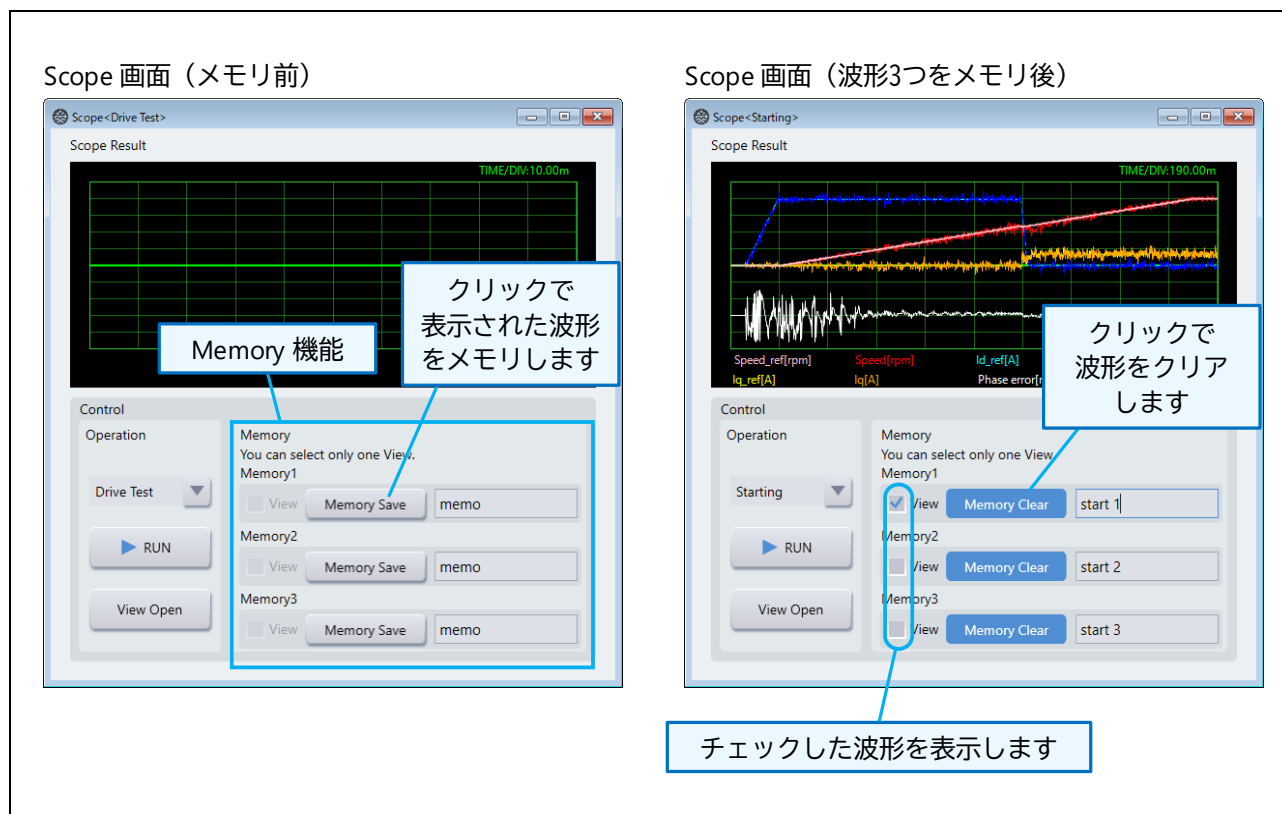 Scope 画面（メモリ前）
Scope<Drive Test>
Scope Result
TIME/DIV:10.00m
Memory 機能
クリックで
表示された波形
をメモリします
Control
Operation
Drive Test
RUN
View Open
Memory
You can select only one View.
Memory1
View Memory Save memo
Memory2
View Memory Save memo
Memory3
View Memory Save memo
Scope 画面（波形3つをメモリ後）
Scope<Starting>
Scope Result
TIME/DIV:190.00m
Speed_ref[rpm] Speed[rpm] Id_ref[A]
Iq_ref[A] Iq[A] Phase error[
クリックで
波形をクリア
します
Control
Operation
Starting
RUN
View Open
Memory
You can select only one View
Memory1
View Memory Clear start 1
Memory2
View Memory Clear start 2
Memory3
View Memory Clear start 3
チェックした波形を表示します